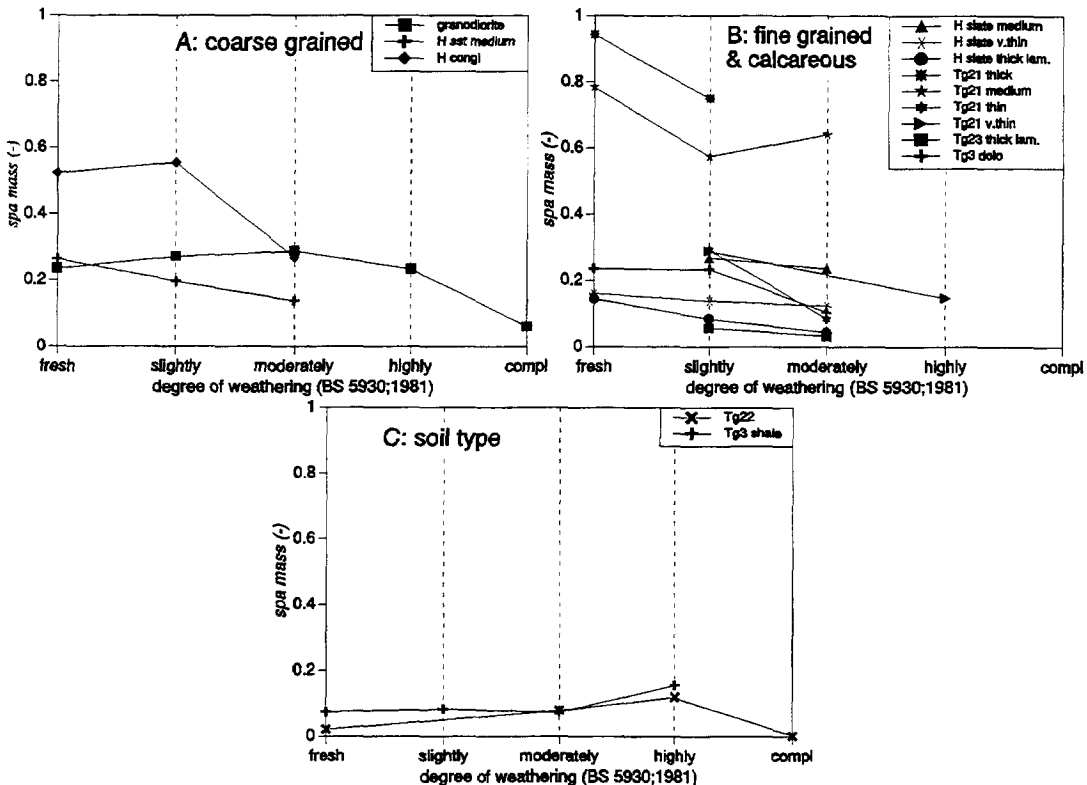 A: coarse grained
granodiorite
H sst medium
H congl
1
0.8
0.6
0.4
0.2
0
spa mass (-)
fresh slightly moderately highly compl
degree of weathering (BS 5930;1981)
B: fine grained
& calcareous
H slate medium
H slate v.thin
H slate thick lam.
Tg21 thick
Tg21 medium
Tg21 thin
Tg21 v.thin
Tg23 thick lam.
Tg3 dolo
1
0.8
0.6
0.4
0.2
0
spa mass (-)
fresh slightly moderately highly compl
degree of weathering (BS 5930;1981)
C: soil type
Tg22
Tg3 shale
1
0.8
0.6
0.4
0.2
0
spa mass (-)
fresh slightly moderately highly compl
degree of weathering (BS 5930;1981)